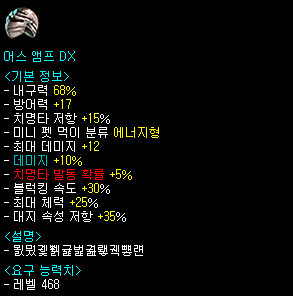 어스 앰프 DX
<기본 정보>
- 내구력 68%
- 방어력 +17
- 치명타 저항 +15%
- 미니 펫 먹이 분류 에너지형
- 최대 데미지 +12
- 데미지 +10%
- 치명타 발동 확률 +5%
- 블럭킹 속도 +30%
- 최대 체력 +25%
- 대지 속성 저항 +35%
<설명>
<요구 능력치>
- 레벨 468